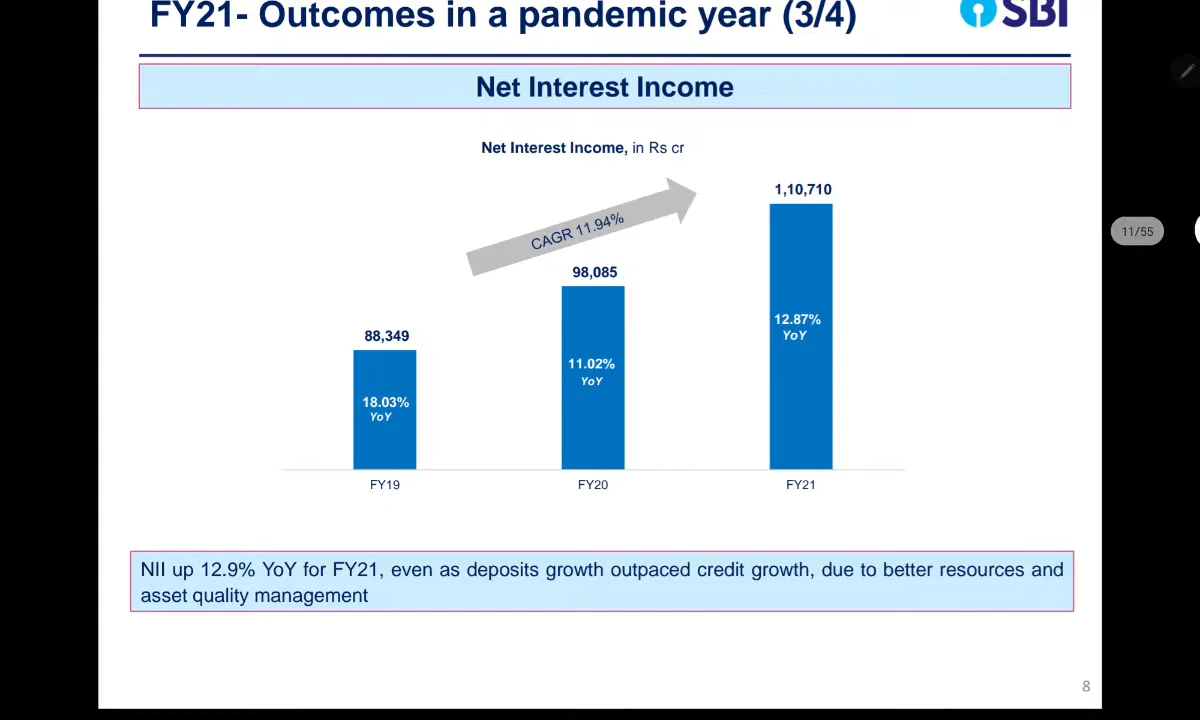 FY21- Outcomes in a pandemic year (3/4)
SBI
Net Interest Income
Net Interest Income, in Rs cr
1,10,710
CAGR 11.94%
11/55
98,085
12.87%
YoY
88,349
11.02%
YoY
18.03%
YoY
FY19
FY20
FY21
NII up 12.9% YoY for FY21, even as deposits growth outpaced credit growth, due to better resources and
asset quality management
8